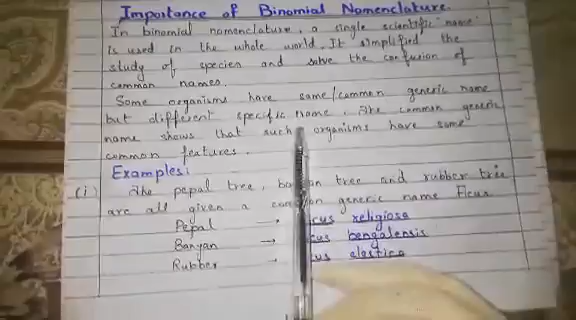 Importance of Binomial Nomenclature.
In binomial nomenclature, a single scientific name
is used in the whole world. It simplified the
study of species and solve the confusion of
common names.
Some organisms have same/common generic name
but different specific name. The common generic
name shows that such organisms have some
common features.
Examples:
(i) The pepal tree, tree and rubber tree
are all given a generic name Ficus
Pepal → cus religiosa
Banyan → cus bengalensis
Rubber → us elastica